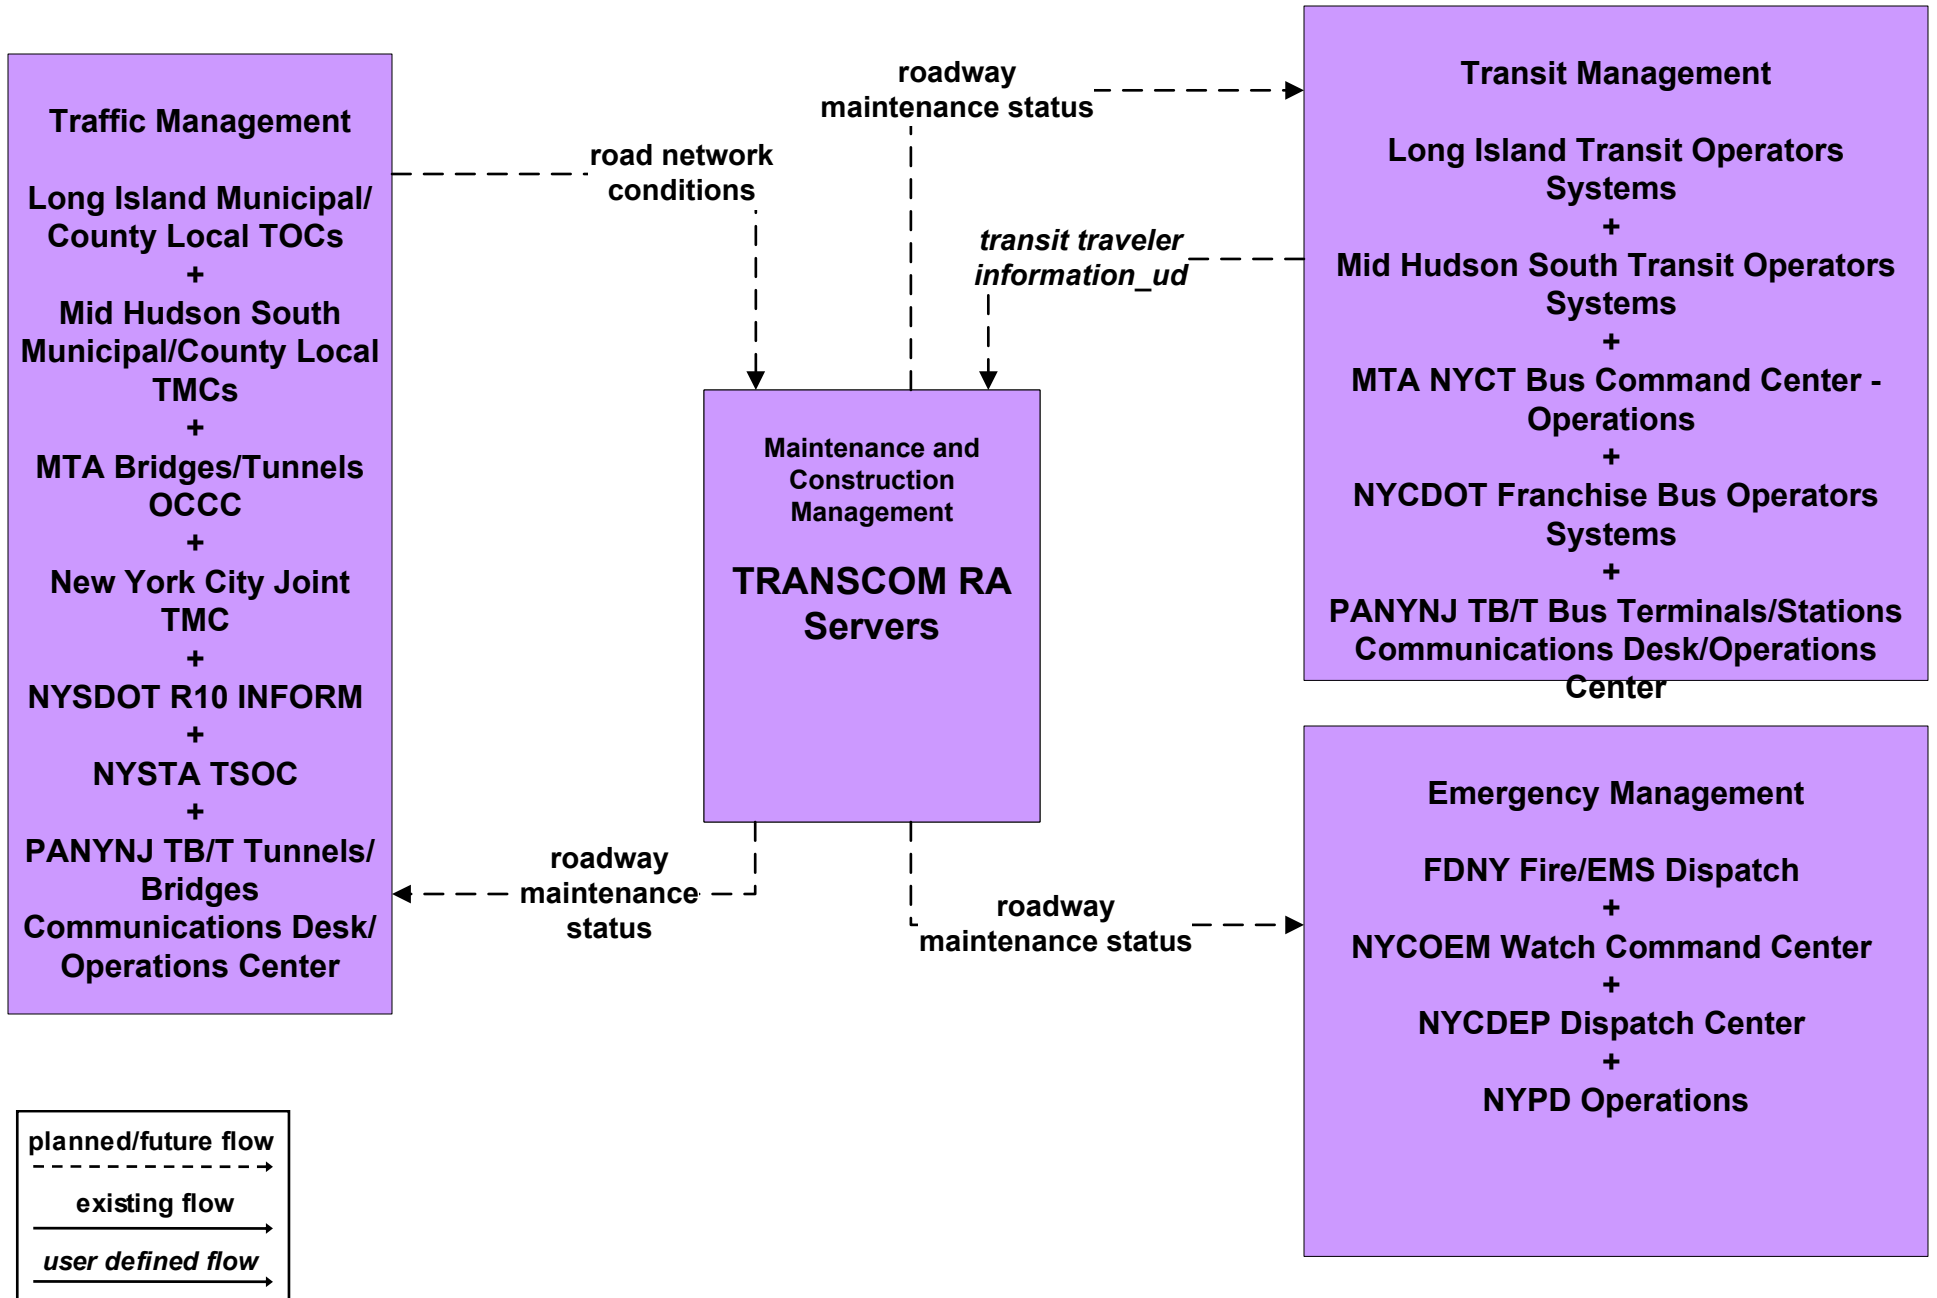 Traffic Management
Long Island Municipal/
County Local TOCs
+
Mid Hudson South
Municipal/County Local
TMCs
+
MTA Bridges/Tunnels
OCCC
+
New York City Joint
TMC
+
NYSDOT R10 INFORM
+
NYSTA TSOC
+
PANYNJ TB/T Tunnels/
Bridges
Communications Desk/
Operations Center
road network
conditions
roadway
maintenance status
transit traveler
information_ud
Maintenance and
Construction
Management
TRANSCOM RA
Servers
roadway
maintenance
status
roadway
maintenance status
Transit Management
Long Island Transit Operators
Systems
+
Mid Hudson South Transit Operators
Systems
+
MTA NYCT Bus Command Center -
Operations
+
NYCDOT Franchise Bus Operators
Systems
+
PANYNJ TB/T Bus Terminals/Stations
Communications Desk/Operations
Center
Emergency Management
FDNY Fire/EMS Dispatch
+
NYCOEM Watch Command Center
+
NYCDEP Dispatch Center
+
NYPD Operations
planned/future flow
existing flow
user defined flow